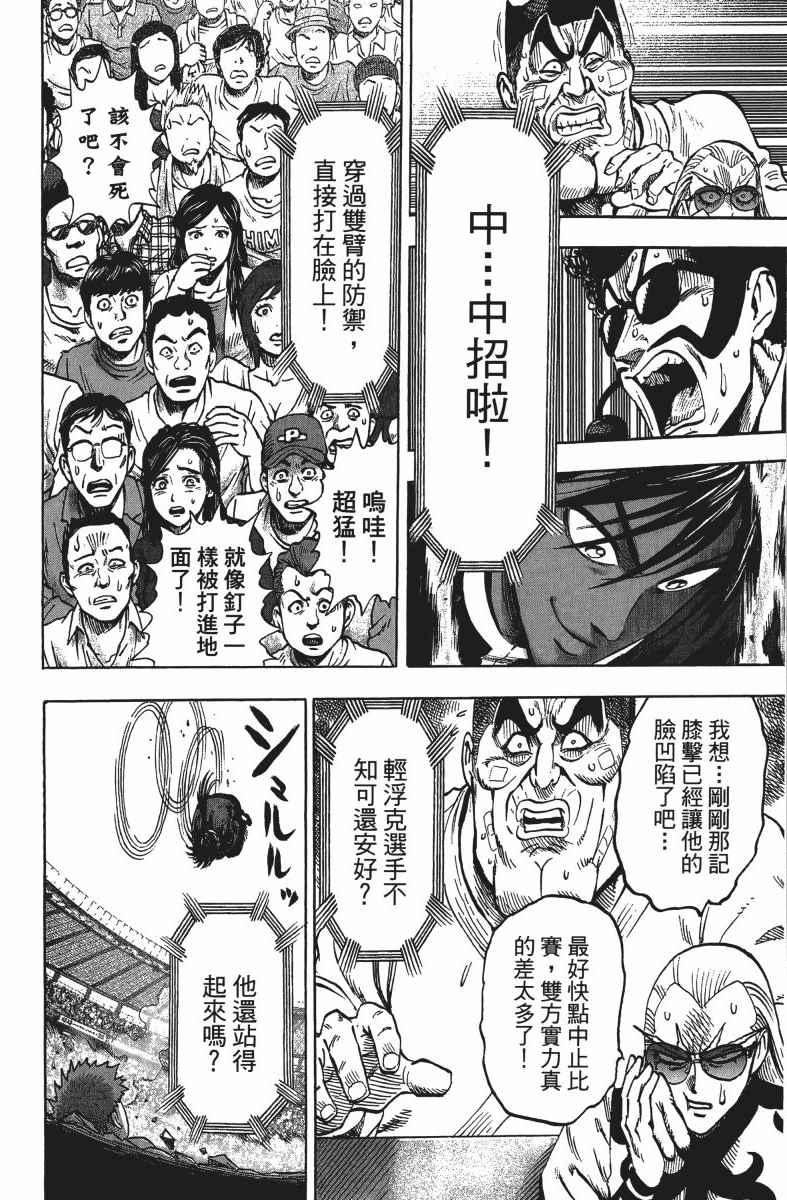 中…中招啦！
穿過雙臂的防禦，
直接打在臉上！
該不會死
了吧？
嗚哇！
超猛！
就像釘子一
樣被打進地
面了！
我想…剛剛那記
膝擊已經讓他的
臉凹陷了吧…
最好快點中止比
賽，雙方實力真
的差太多了！
輕浮克選手不
知可還安好？
シュルルッ
他還站得
起來嗎？